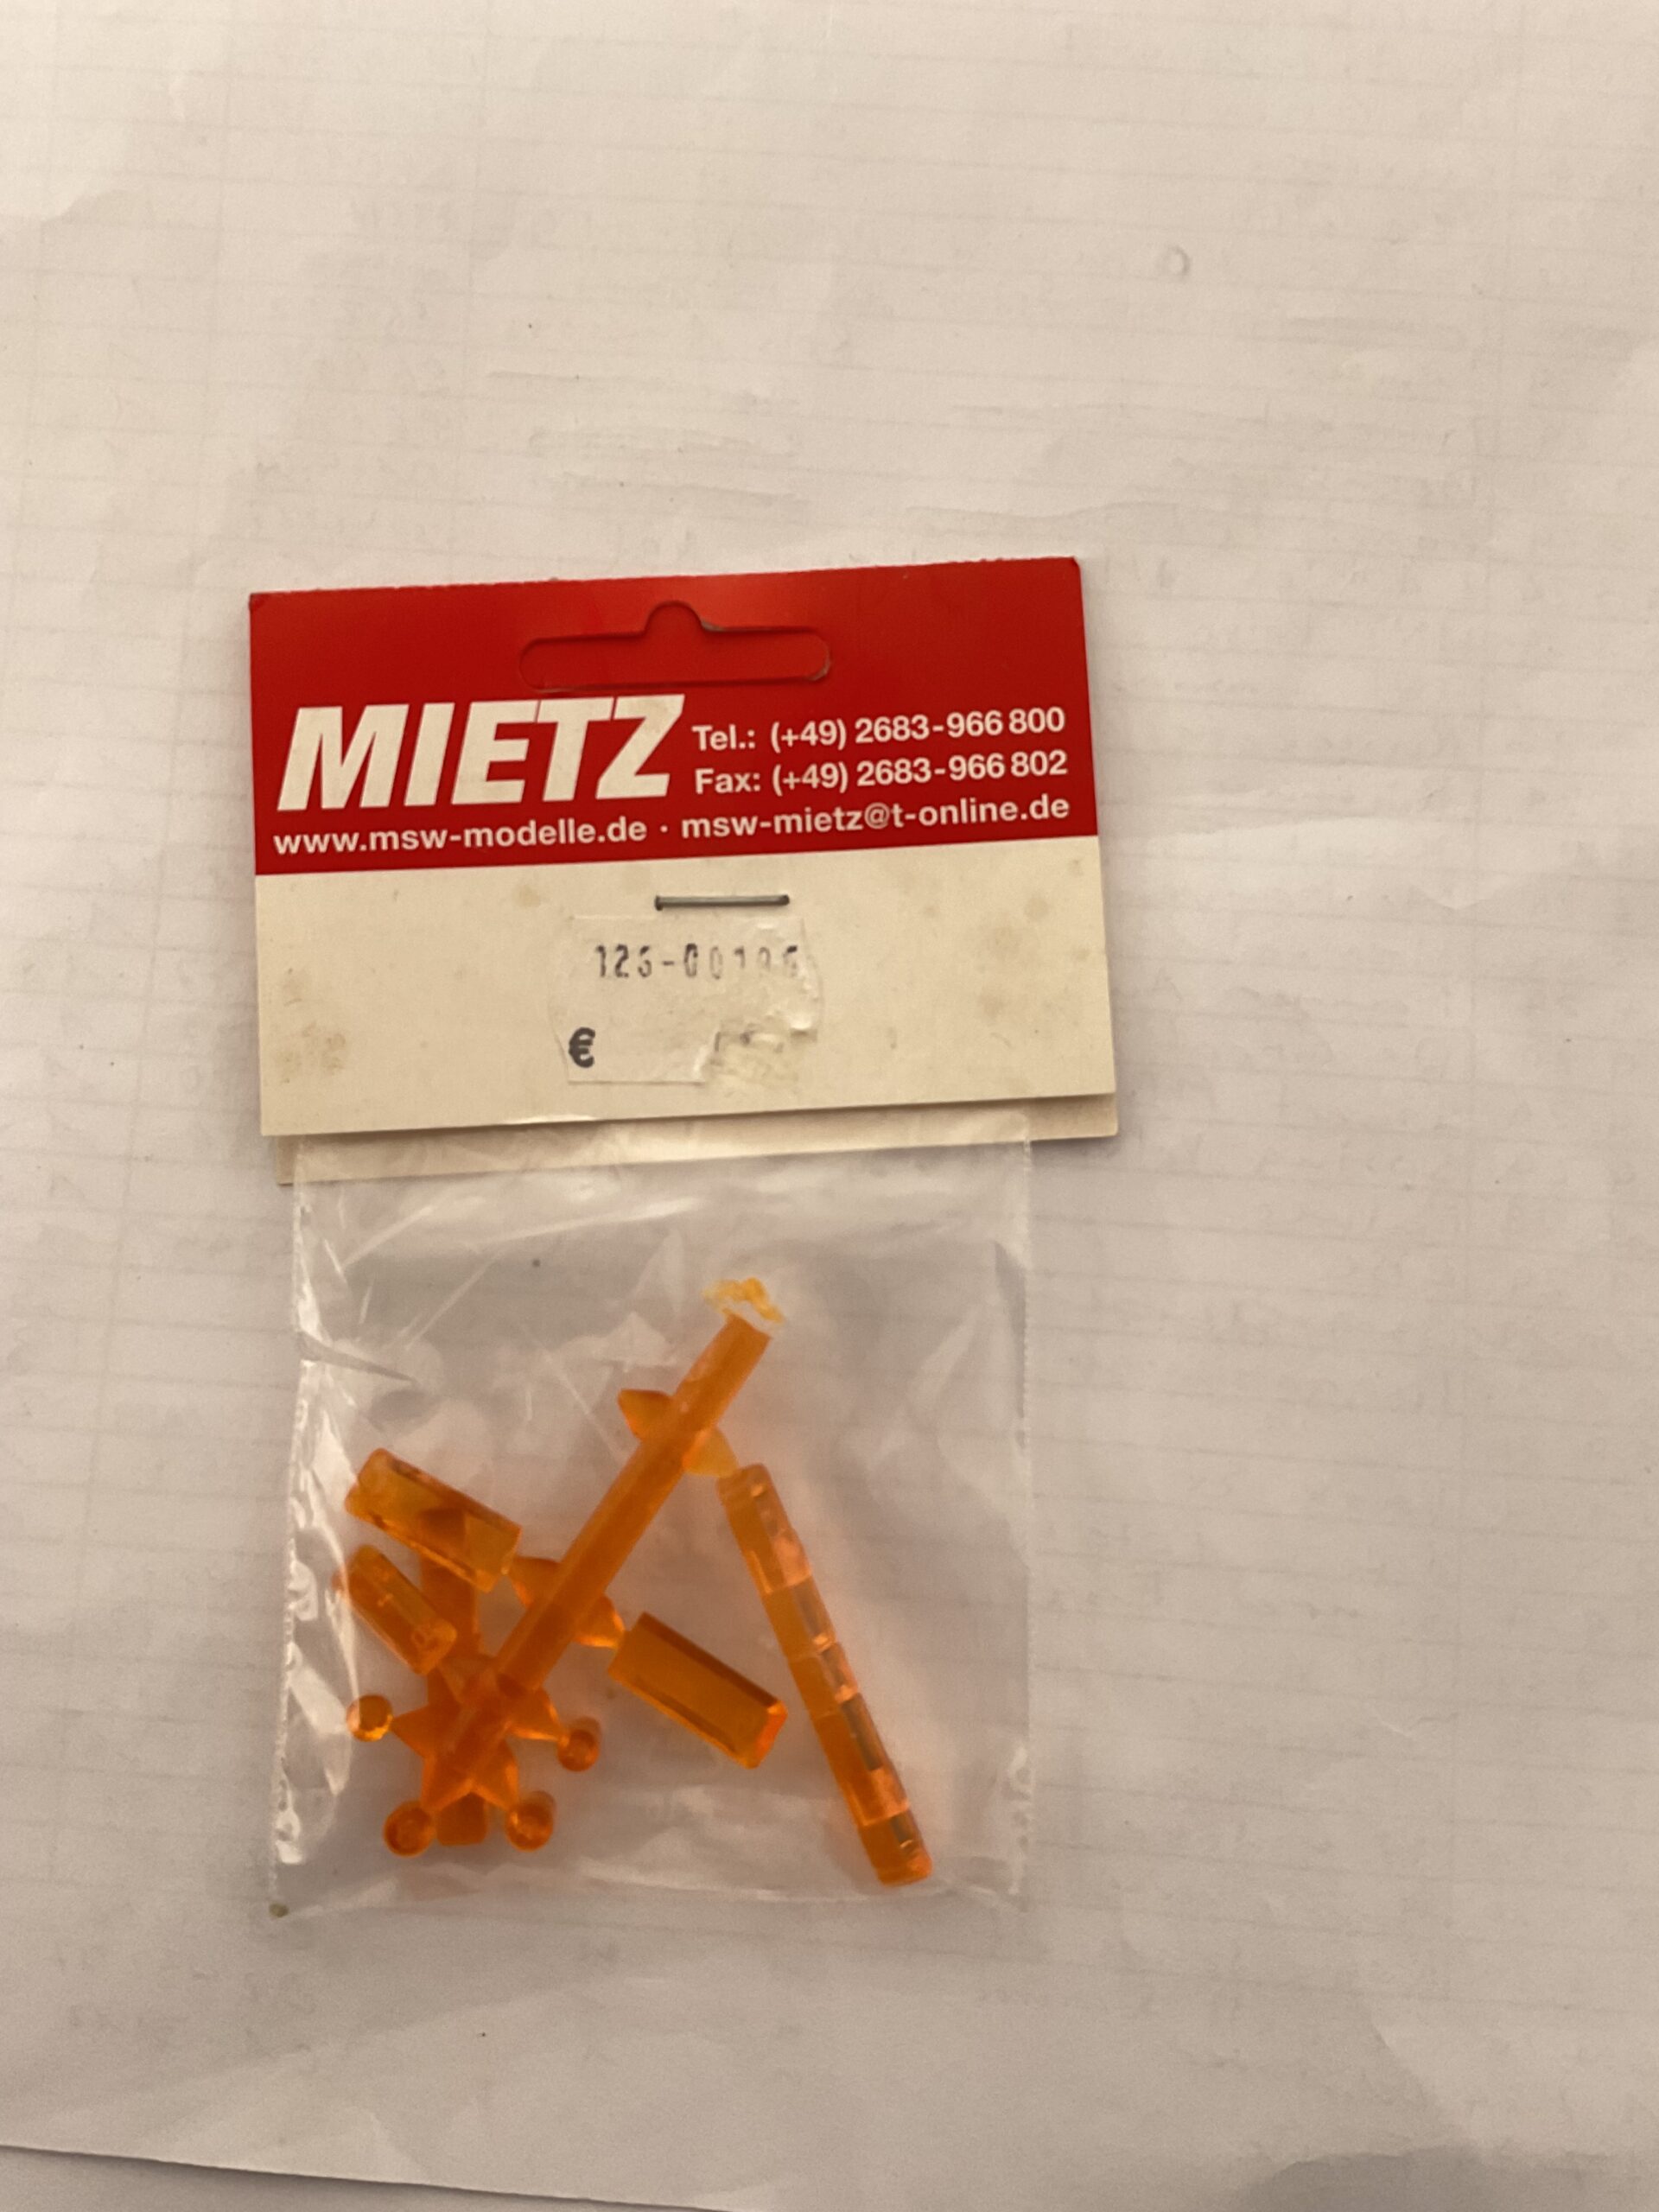 MIETZ
Tel.: (+49) 2683-966 800
Fax: (+49) 2683-966 802
www.msw-modelle.de · msw-mietz@t-online.de
€